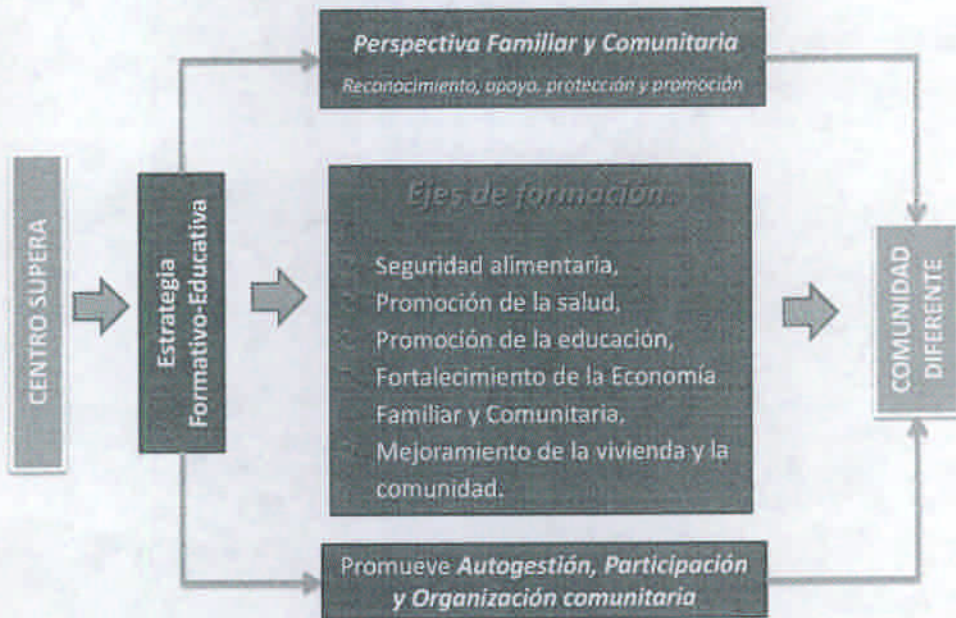 Perspectiva Familiar y Comunitaria
Reconocimiento, apoyo, protección y promoción
CENTRO SUPERA
Estrategia
Formativo-Educativa
Ejes de formación:
Seguridad alimentaria,
Promoción de la salud,
Promoción de la educación,
Fortalecimiento de la Economía
Familiar y Comunitaria,
Mejoramiento de la vivienda y la
comunidad.
COMUNIDAD
DIFERENTE
Promueve Autogestión, Participación
y Organización comunitaria